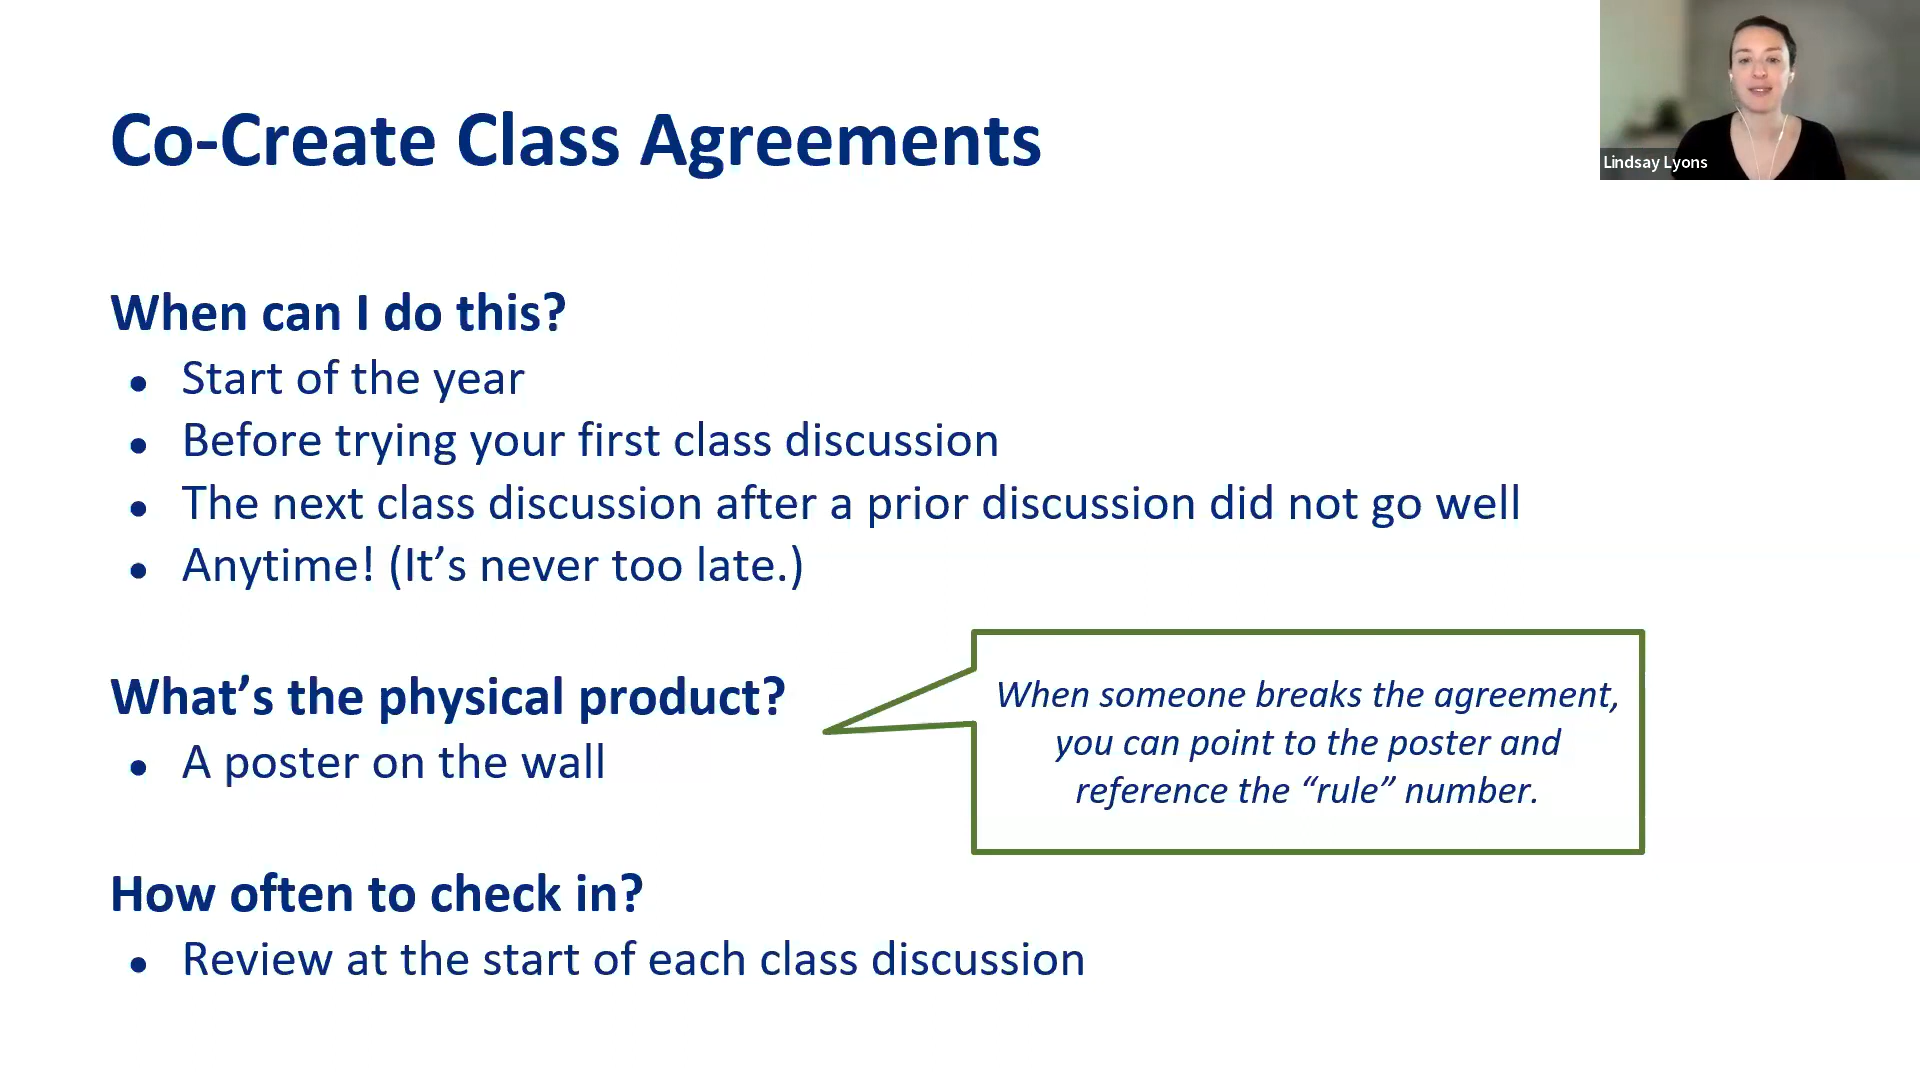 Co-Create Class Agreements
Lindsay Lyons
When can I do this?
● Start of the year
● Before trying your first class discussion
● The next class discussion after a prior discussion did not go well
● Anytime! (It’s never too late.)
What’s the physical product?
● A poster on the wall
When someone breaks the agreement,
you can point to the poster and
reference the “rule” number.
How often to check in?
● Review at the start of each class discussion